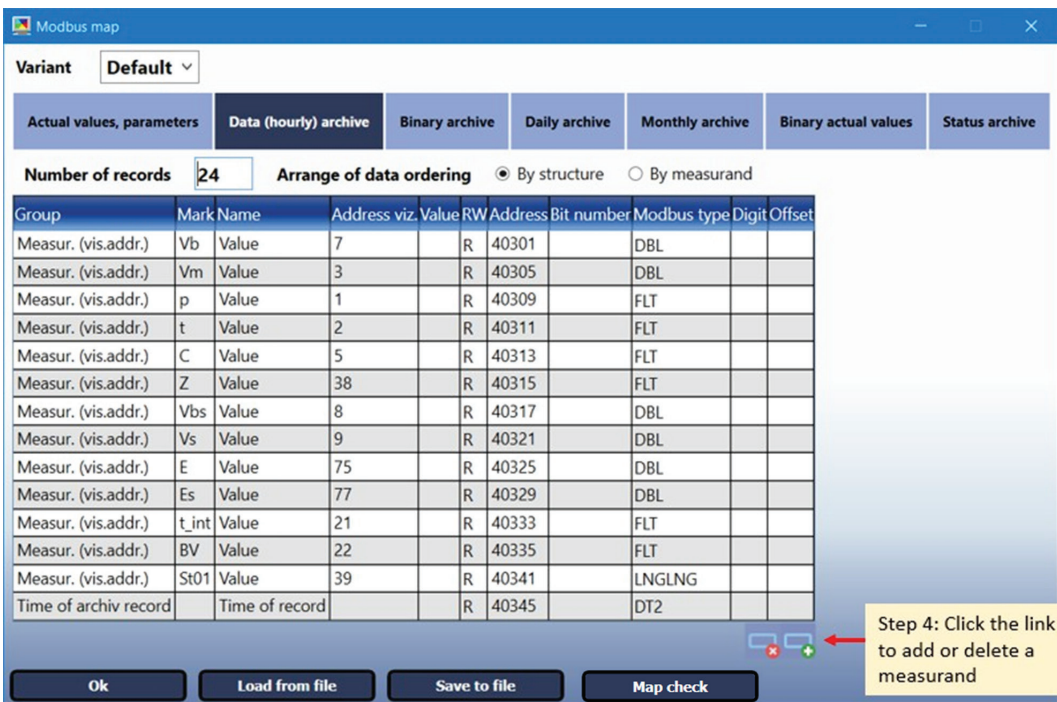 Modbus map
Variant Default
Actual values, parameters Data (hourly) archive Binary archive Daily archive Monthly archive Binary actual values Status archive
Number of records 24 Arrange of data ordering By structure By measurand
Group Mark Name Address viz. Value RW Address Bit number Modbus type Digit Offset
Measur. (vis.addr.) Vb Value 7 R 40301 DBL
Measur. (vis.addr.) Vm Value 3 R 40305 DBL
Measur. (vis.addr.) p Value 1 R 40309 FLT
Measur. (vis.addr.) t Value 2 R 40311 FLT
Measur. (vis.addr.) C Value 5 R 40313 FLT
Measur. (vis.addr.) Z Value 38 R 40315 FLT
Measur. (vis.addr.) Vbs Value 8 R 40317 DBL
Measur. (vis.addr.) Vs Value 9 R 40321 DBL
Measur. (vis.addr.) E Value 75 R 40325 DBL
Measur. (vis.addr.) Es Value 77 R 40329 DBL
Measur. (vis.addr.) t_int Value 21 R 40333 FLT
Measur. (vis.addr.) BV Value 22 R 40335 FLT
Measur. (vis.addr.) St01 Value 39 R 40341 LNGLNG
Time of archiv record Time of record R 40345 DT2
Step 4: Click the link
to add or delete a
measurand
Ok Load from file Save to file Map check